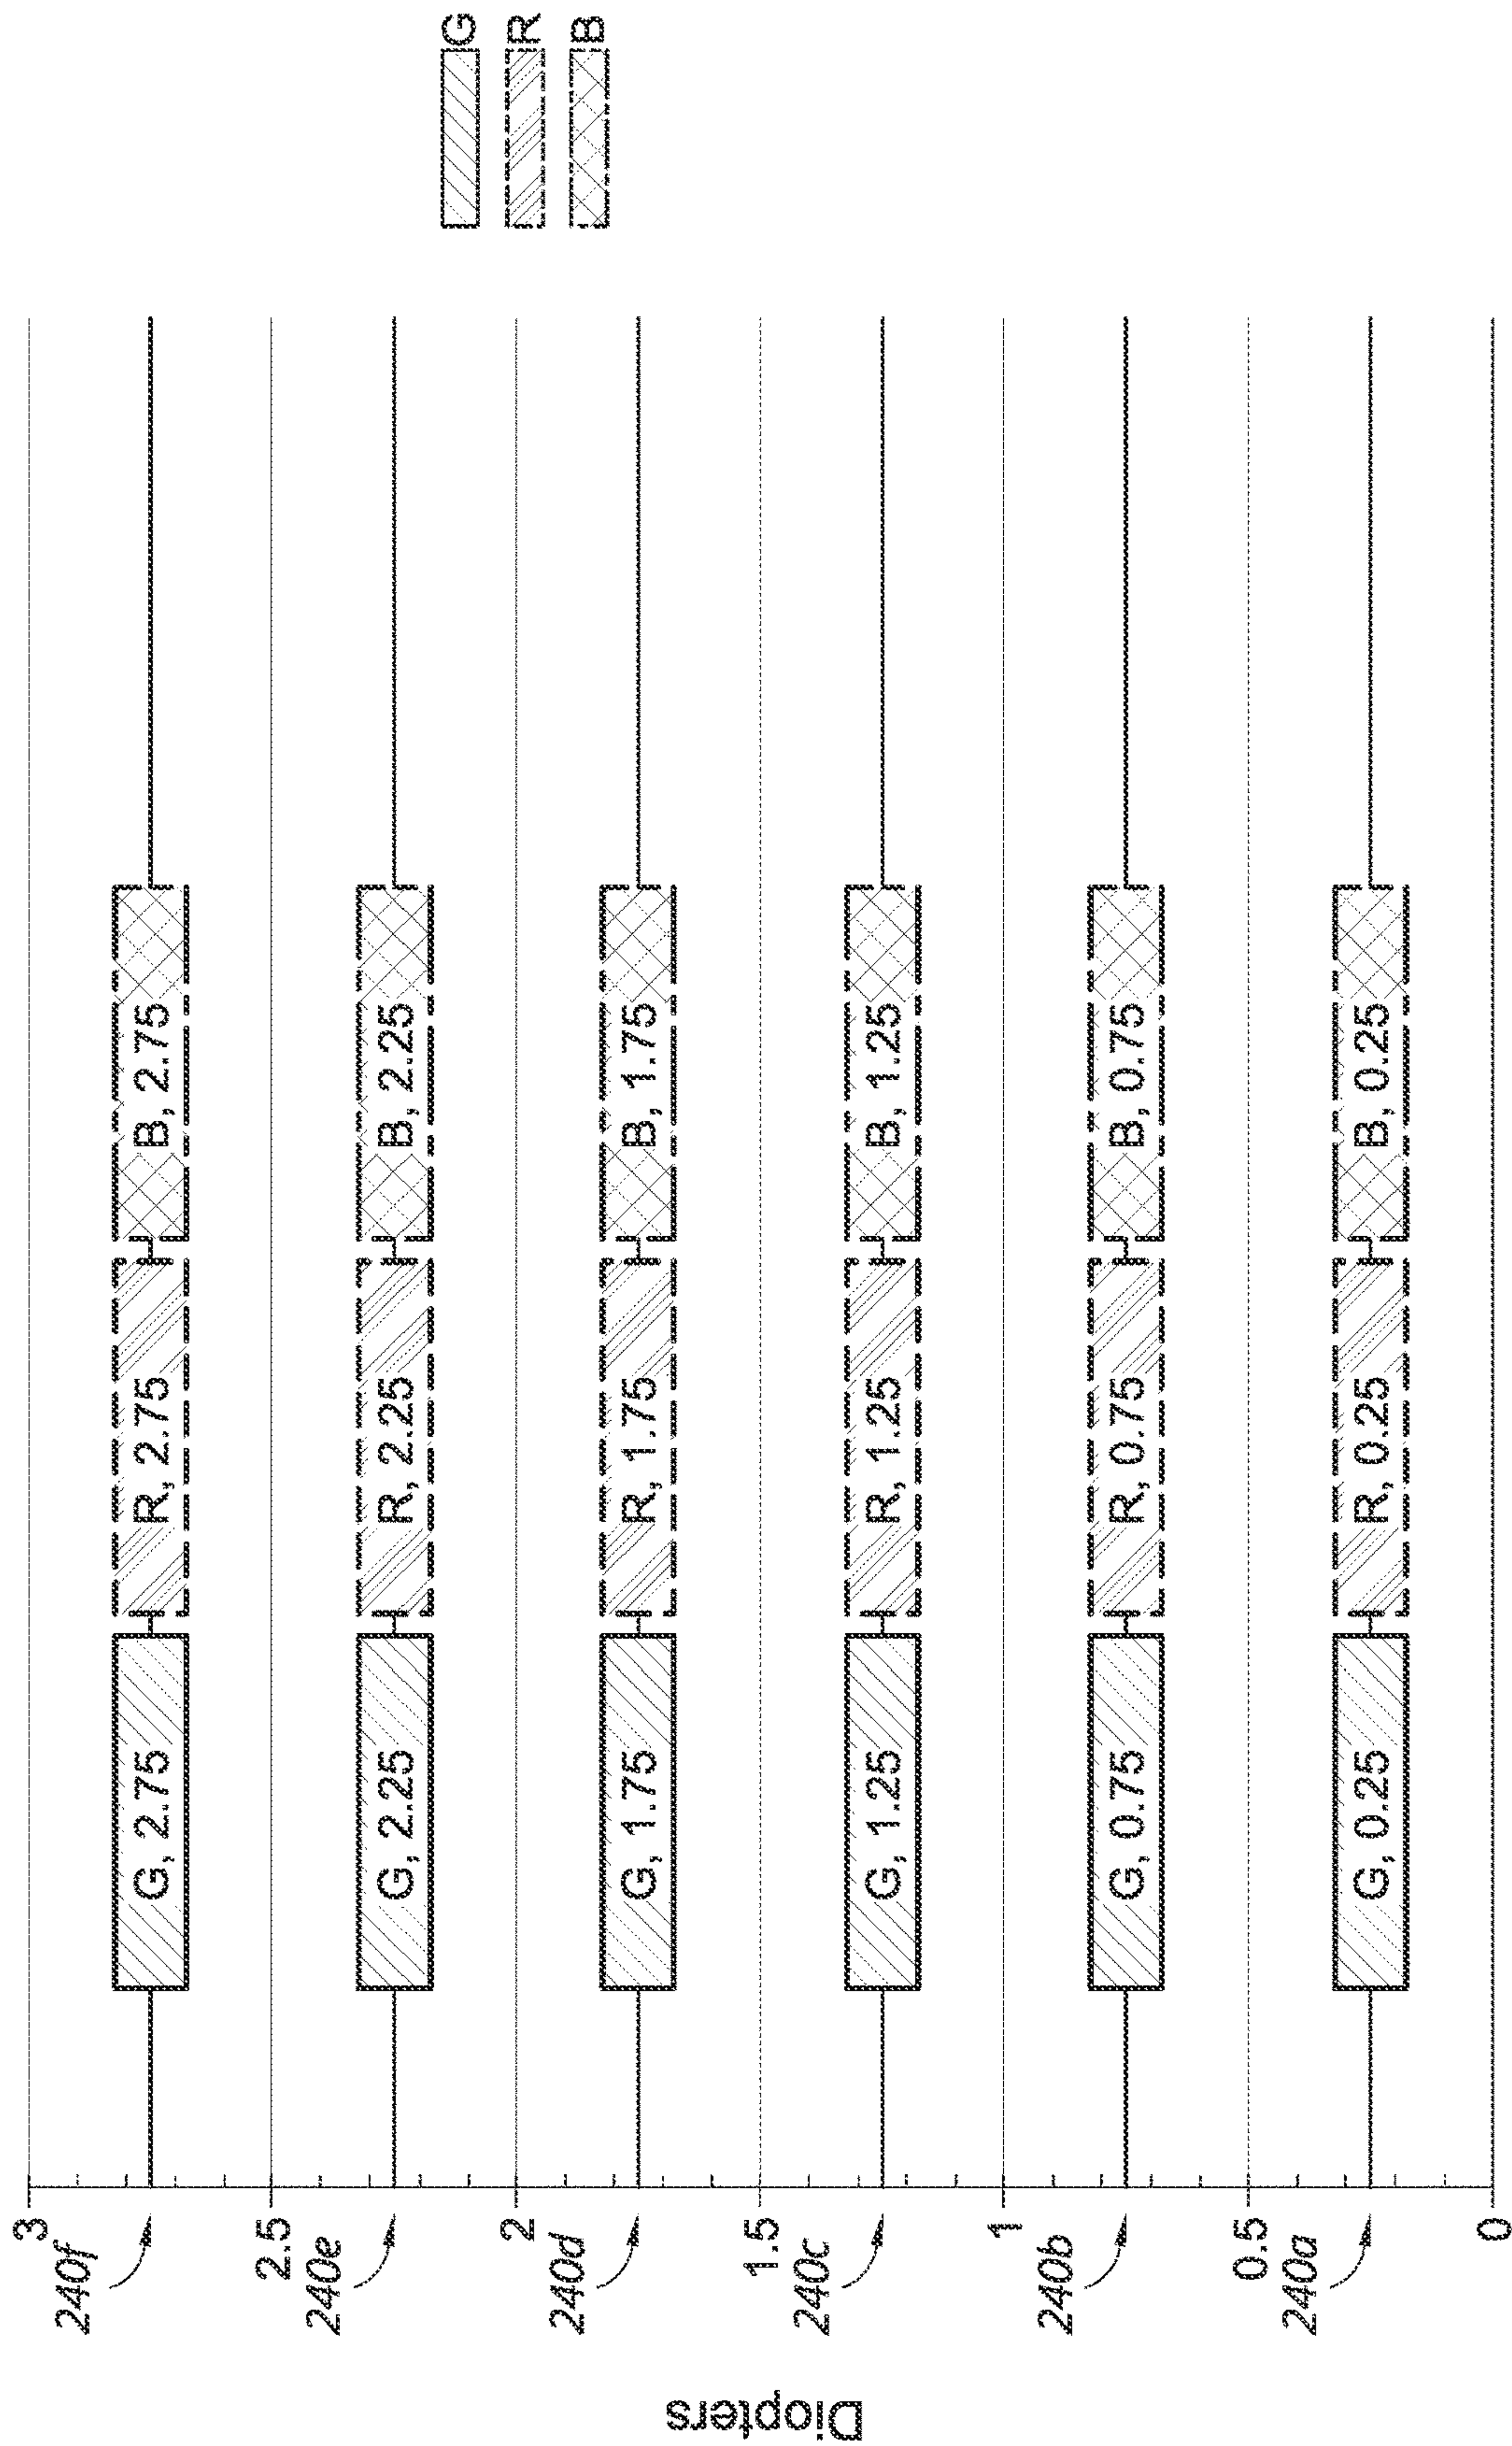 Diopters
3
240f
G, 2.75
R, 2.75
B, 2.75
2.5
240e
G, 2.25
R, 2.25
B, 2.25
2
240d
G, 1.75
R, 1.75
B, 1.75
1.5
240c
G, 1.25
R, 1.25
B, 1.25
1
240b
G, 0.75
R, 0.75
B, 0.75
0.5
240a
G, 0.25
R, 0.25
B, 0.25
0
G
R
B